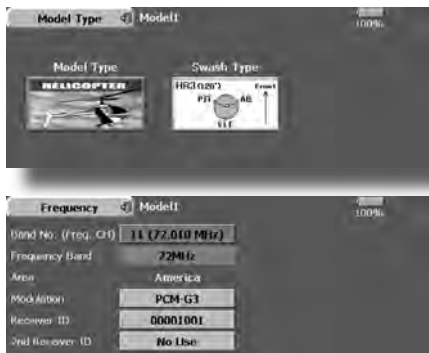 Model Type Model1
100%
Model Type Swash Type
HELICOPTER
HR3(120°) Front
PIT AIL
ELE
Frequency Model1
100%
Band No. (Freq. CH) 11 (72.010 MHz)
Frequency Band 72MHz
Area America
Modulation PCM-G3
Receiver ID 00001001
2nd Receiver ID No Use